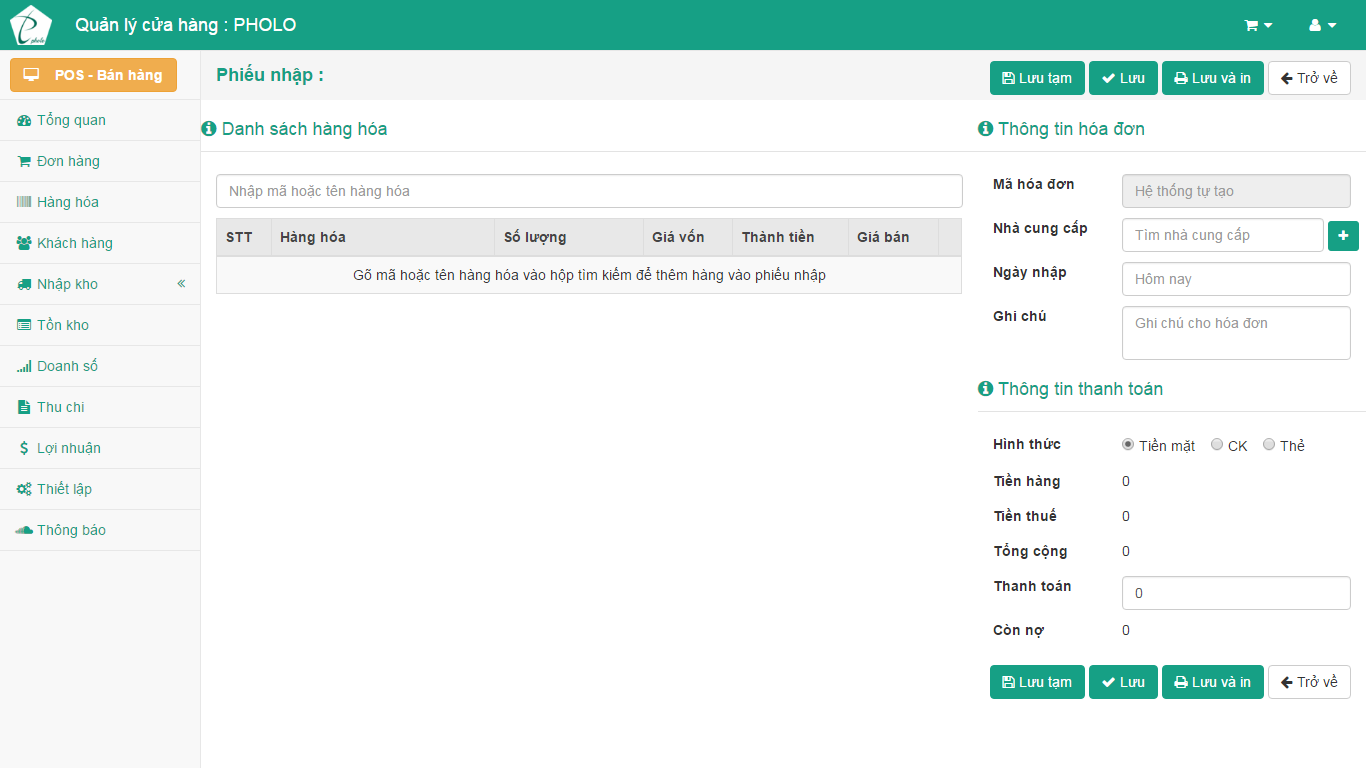 pholo
Quản lý cửa hàng : PHOLO
POS - Bán hàng
Tổng quan
Đơn hàng
Hàng hóa
Khách hàng
Nhập kho
Tồn kho
Doanh số
Thu chi
Lợi nhuận
Thiết lập
Thông báo
Phiếu nhập :
Lưu tạm Lưu Lưu và in Trở về
Danh sách hàng hóa
Nhập mã hoặc tên hàng hóa
STT Hàng hóa Số lượng Giá vốn Thành tiền Giá bán
Gõ mã hoặc tên hàng hóa vào hộp tìm kiếm để thêm hàng vào phiếu nhập
Thông tin hóa đơn
Mã hóa đơn Hệ thống tự tạo
Nhà cung cấp Tìm nhà cung cấp
Ngày nhập Hôm nay
Ghi chú Ghi chú cho hóa đơn
Thông tin thanh toán
Hình thức Tiền mặt CK Thẻ
Tiền hàng 0
Tiền thuế 0
Tổng cộng 0
Thanh toán 0
Còn nợ 0
Lưu tạm Lưu Lưu và in Trở về